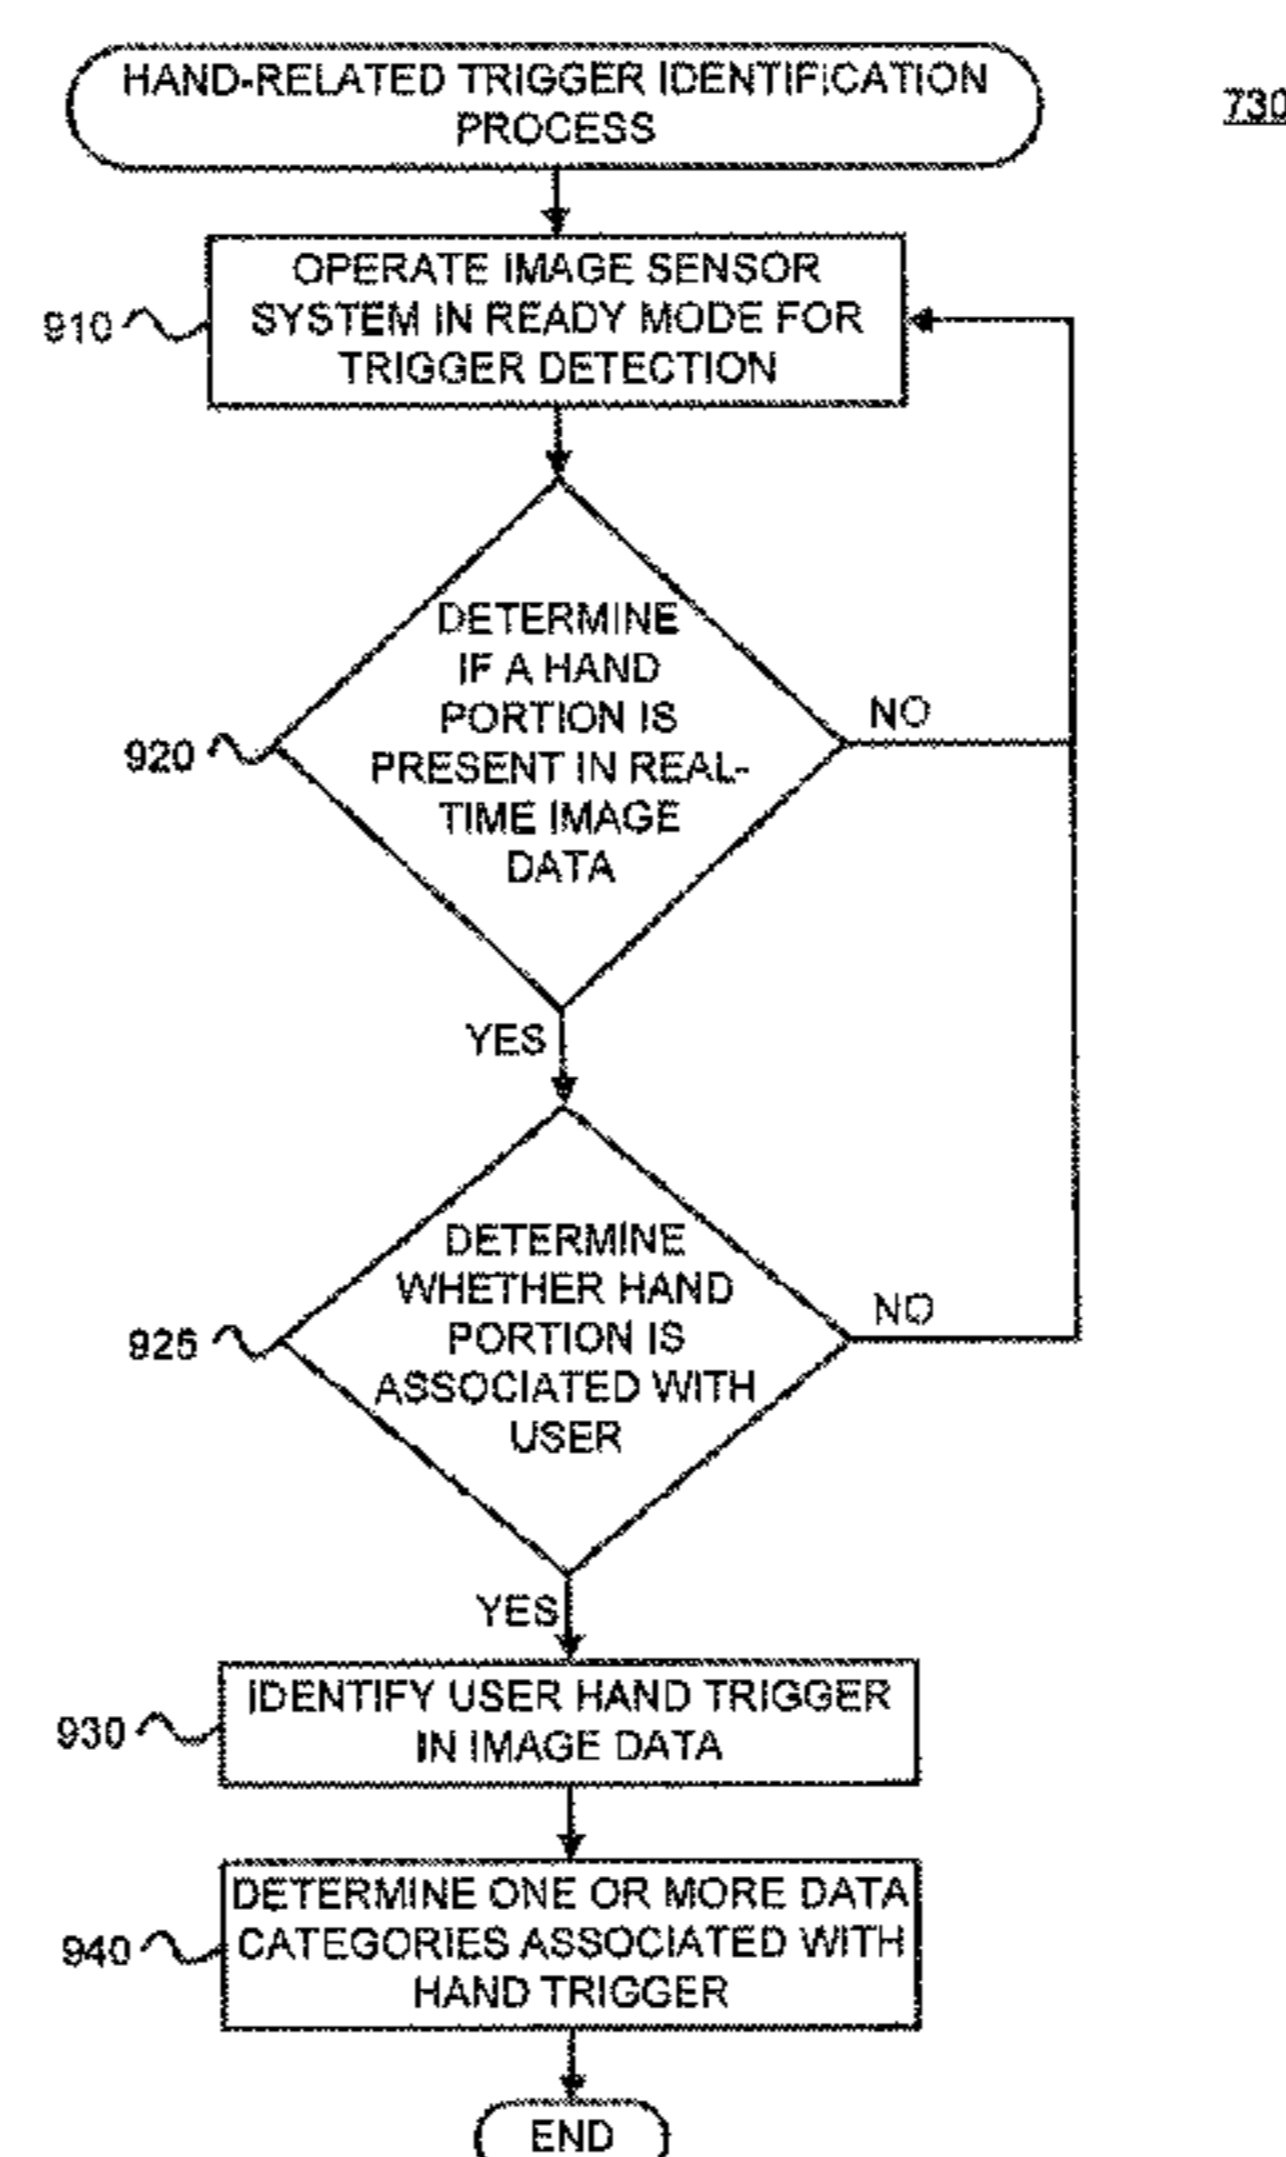 HAND-RELATED TRIGGER IDENTIFICATION
PROCESS
730
OPERATE IMAGE SENSOR
SYSTEM IN READY MODE FOR
TRIGGER DETECTION
910
DETERMINE
IF A HAND
PORTION IS
PRESENT IN REAL-
TIME IMAGE
DATA
920
NO
YES
DETERMINE
WHETHER HAND
PORTION IS
ASSOCIATED WITH
USER
925
NO
YES
IDENTIFY USER HAND TRIGGER
IN IMAGE DATA
930
DETERMINE ONE OR MORE DATA
CATEGORIES ASSOCIATED WITH
HAND TRIGGER
940
END